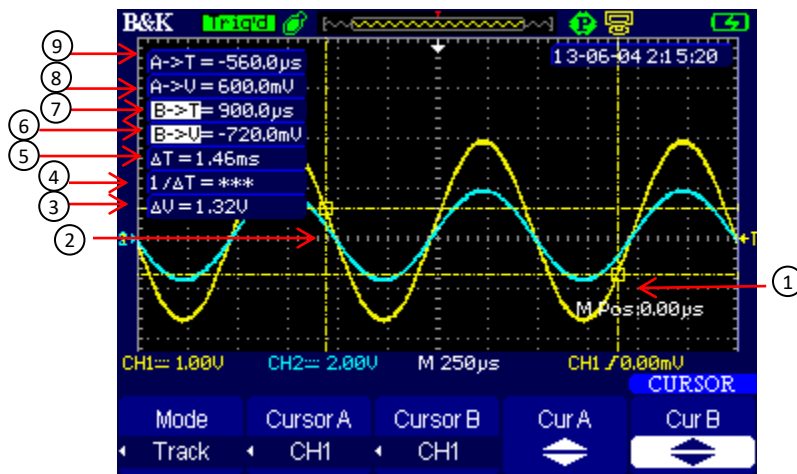 B&K Trig'd P
13-06-04 2:15:20
9
A->T = -560.0µs
8
A->V = 600.0mV
7
B->T = 900.0µs
6
B->V = -720.0mV
5
ΔT = 1.46ms
4
1/ΔT = ***
3
ΔV = 1.32V
2
T
1
M Pos:0.00µs
CH1 1.00V CH2 2.00V M 250µs CH1 0.00mV
CURSOR
Mode Cursor A Cursor B Cur A Cur B
Track CH1 CH1